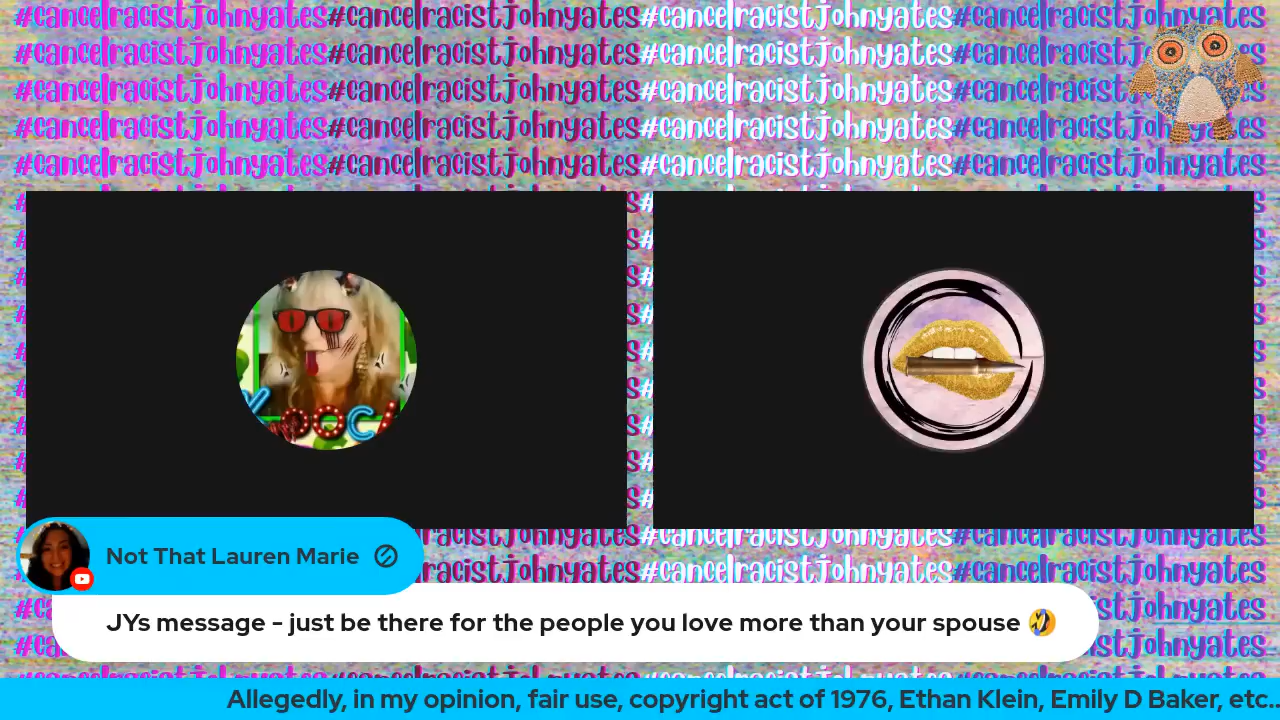 #cancelracistjohnyates#cancelracistjohnyates#cancelracistjohnyates#cancelracistjohnyates
#cancelracistjohnyates#cancelracistjohnyates#cancelracistjohnyates#cancelracistjohnyates
#cancelracistjohnyates#cancelracistjohnyates#cancelracistjohnyates#cancelracistjohnyates
#cancelracistjohnyates#cancelracistjohnyates#cancelracistjohnyates#cancelracistjohnyates
#cancelracistjohnyates#cancelracistjohnyates#cancelracistjohnyates#cancelracistjohnyates
Not That Lauren Marie
JYs message - just be there for the people you love more than your spouse 🤣
Allegedly, in my opinion, fair use, copyright act of 1976, Ethan Klein, Emily D Baker, etc..